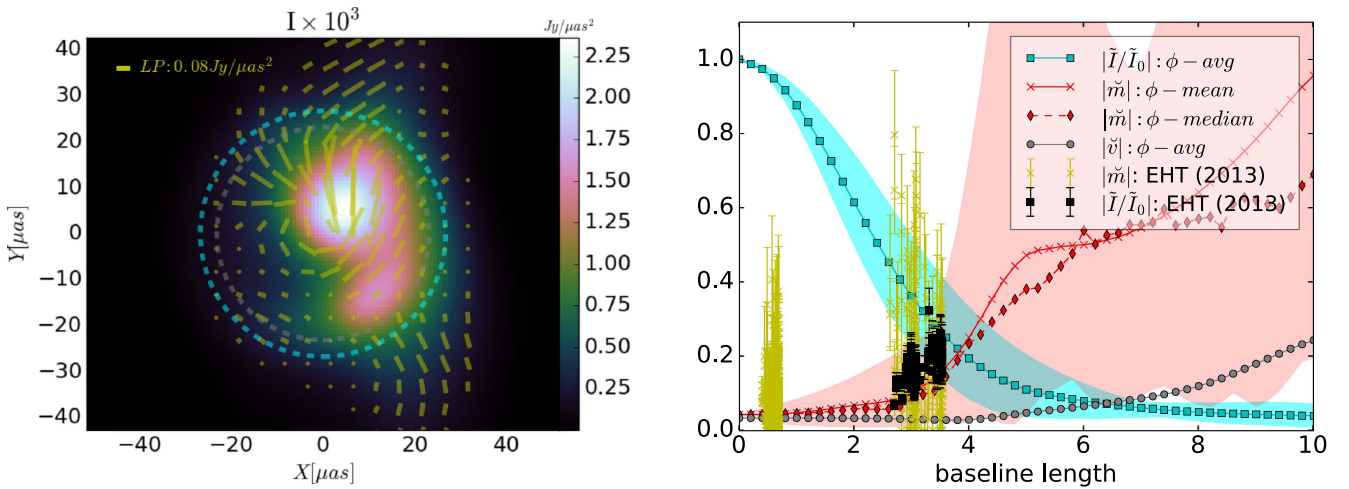 I × 10³
Jy/μas²
LP : 0.08Jy/μas²
40
30
20
10
0
−10
−20
−30
−40
Y[μas]
−40
−20
0
20
40
X[μas]
2.25
2.00
1.75
1.50
1.25
1.00
0.75
0.50
0.25
1.0
0.8
0.6
0.4
0.2
0.0
0
2
4
6
8
10
baseline length
|Ĩ/Ĩ₀| : ϕ − avg
|m̆| : ϕ − mean
|m̆| : ϕ − median
|v̆| : ϕ − avg
|m̆|: EHT (2013)
|Ĩ/Ĩ₀|: EHT (2013)